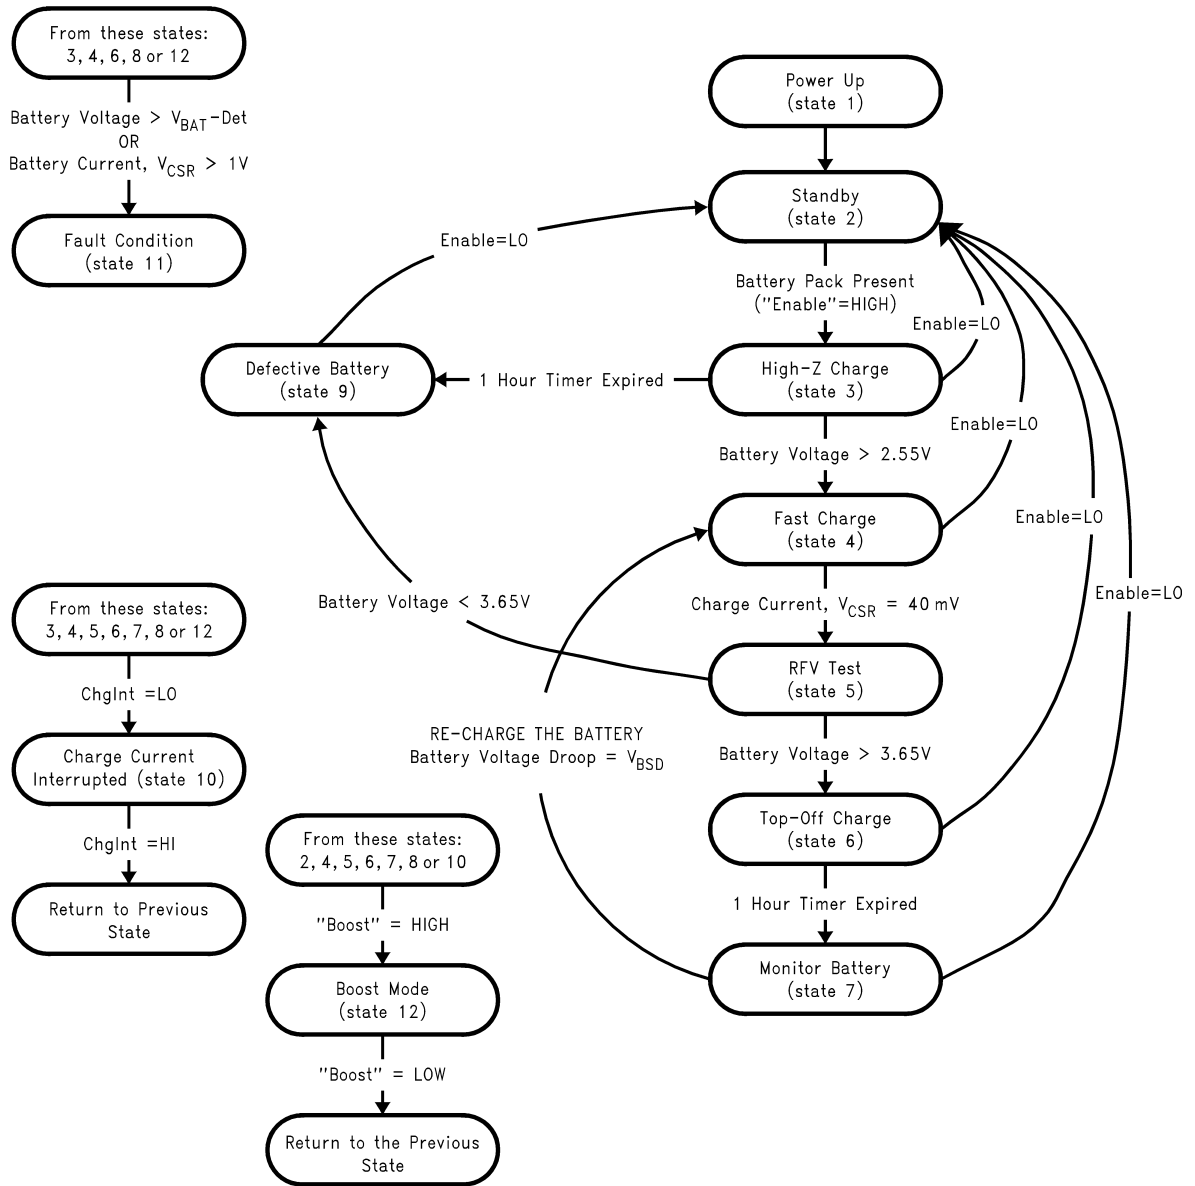 From these states:
3, 4, 6, 8 or 12
Battery Voltage > VBAT-Det
OR
Battery Current, VCSR > 1V
Fault Condition
(state 11)
Power Up
(state 1)
Standby
(state 2)
Enable=LO
Battery Pack Present
("Enable"=HIGH)
Enable=LO
Defective Battery
(state 9)
1 Hour Timer Expired
High-Z Charge
(state 3)
Enable=LO
Battery Voltage > 2.55V
Fast Charge
(state 4)
Enable=LO
Enable=LO
Battery Voltage < 3.65V
Charge Current, VCSR = 40 mV
RFV Test
(state 5)
From these states:
3, 4, 5, 6, 7, 8 or 12
ChgInt =LO
Charge Current
Interrupted (state 10)
ChgInt =HI
Return to Previous
State
RE-CHARGE THE BATTERY
Battery Voltage Droop = VBSD
Battery Voltage > 3.65V
Top-Off Charge
(state 6)
1 Hour Timer Expired
Monitor Battery
(state 7)
From these states:
2, 4, 5, 6, 7, 8 or 10
"Boost" = HIGH
Boost Mode
(state 12)
"Boost" = LOW
Return to the Previous
State